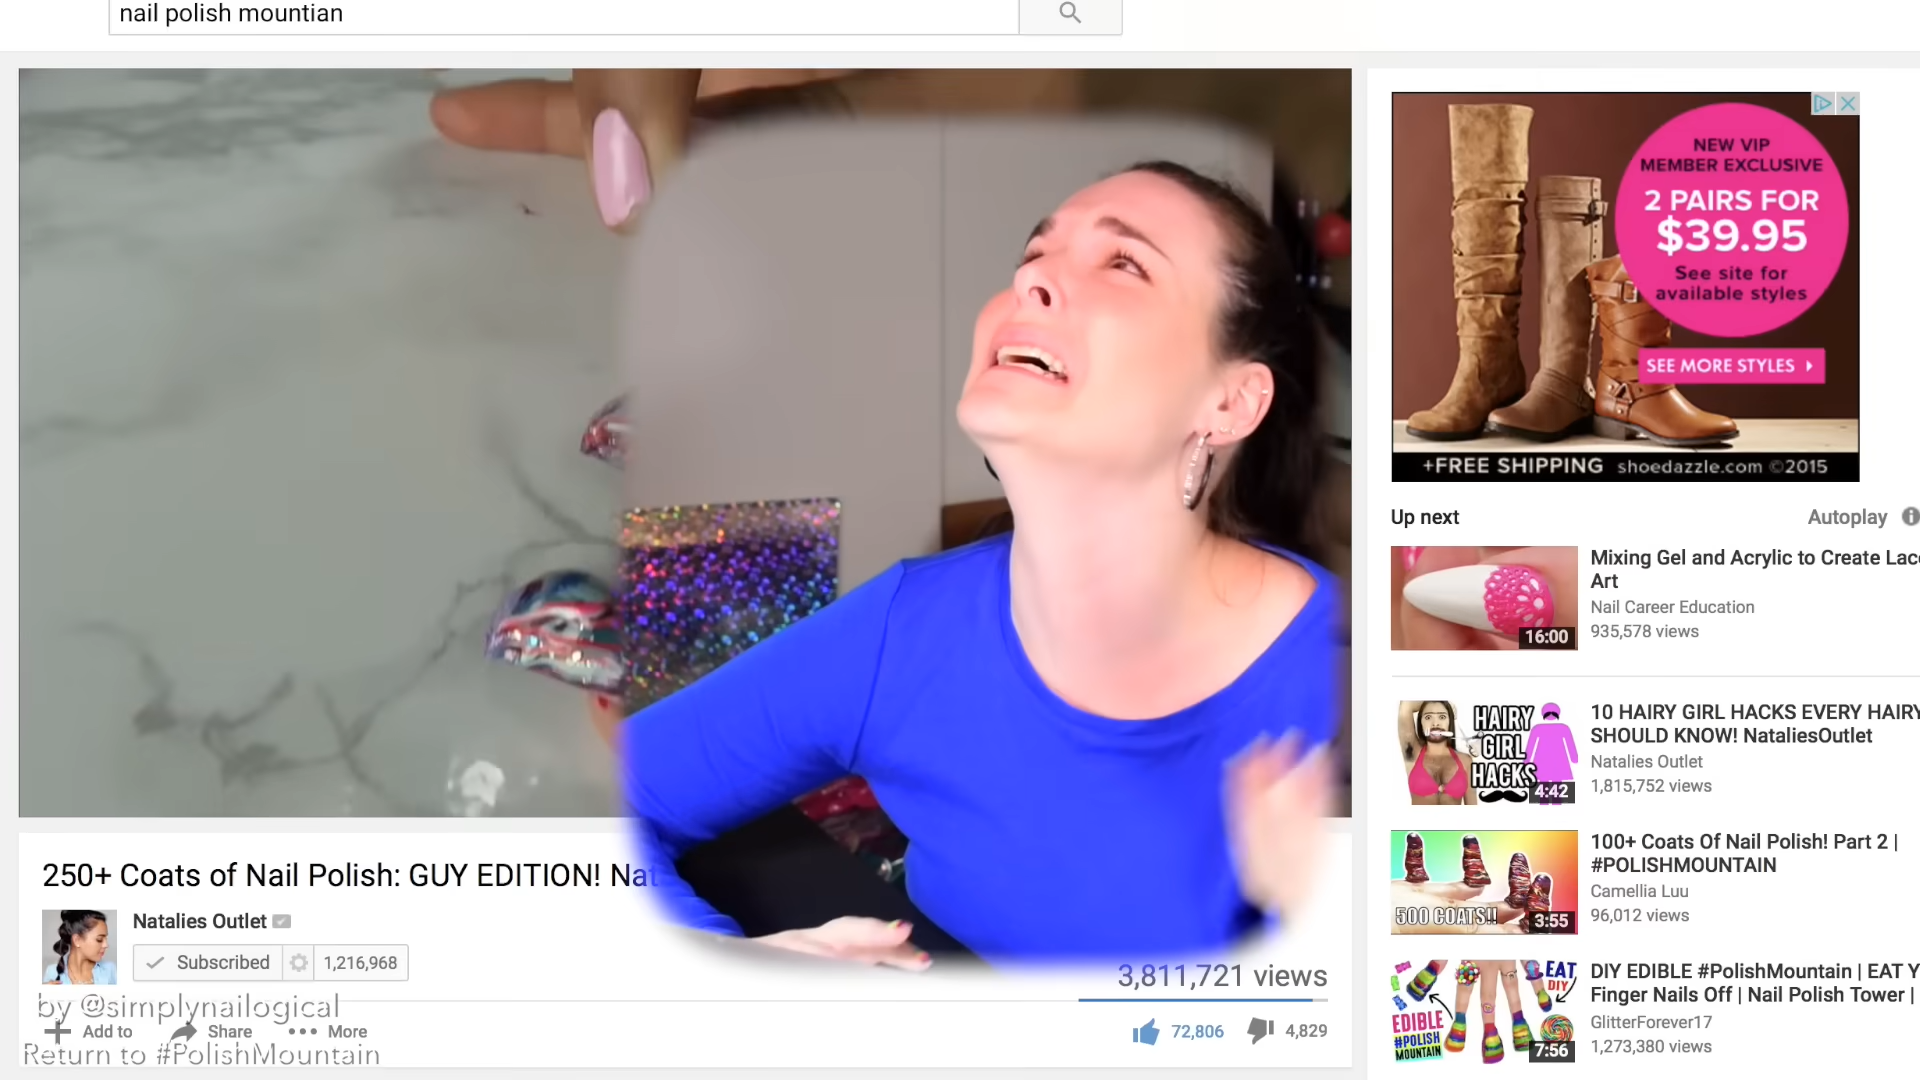 nail polish mountian
NEW VIP
MEMBER EXCLUSIVE
2 PAIRS FOR
$39.95
See site for
available styles
SEE MORE STYLES
+FREE SHIPPING shoedazzle.com ©2015
Up next
Autoplay
16:00
Mixing Gel and Acrylic to Create Lac
Art
Nail Career Education
935,578 views
HAIRY
GIRL
HACKS
4:42
10 HAIRY GIRL HACKS EVERY HAIRY
SHOULD KNOW! NataliesOutlet
Natalies Outlet
1,815,752 views
500 COATS!!
3:55
100+ Coats Of Nail Polish! Part 2 |
#POLISHMOUNTAIN
Camellia Luu
96,012 views
EAT
DIY
EDIBLE
#POLISH
MOUNTAIN
7:56
DIY EDIBLE #PolishMountain | EAT Y
Finger Nails Off | Nail Polish Tower |
GlitterForever17
1,273,380 views
250+ Coats of Nail Polish: GUY EDITION! Nat
Natalies Outlet
Subscribed
1,216,968
3,811,721 views
by @simplynailogical
Add to
Share
More
72,806
4,829
Return to #PolishMountain